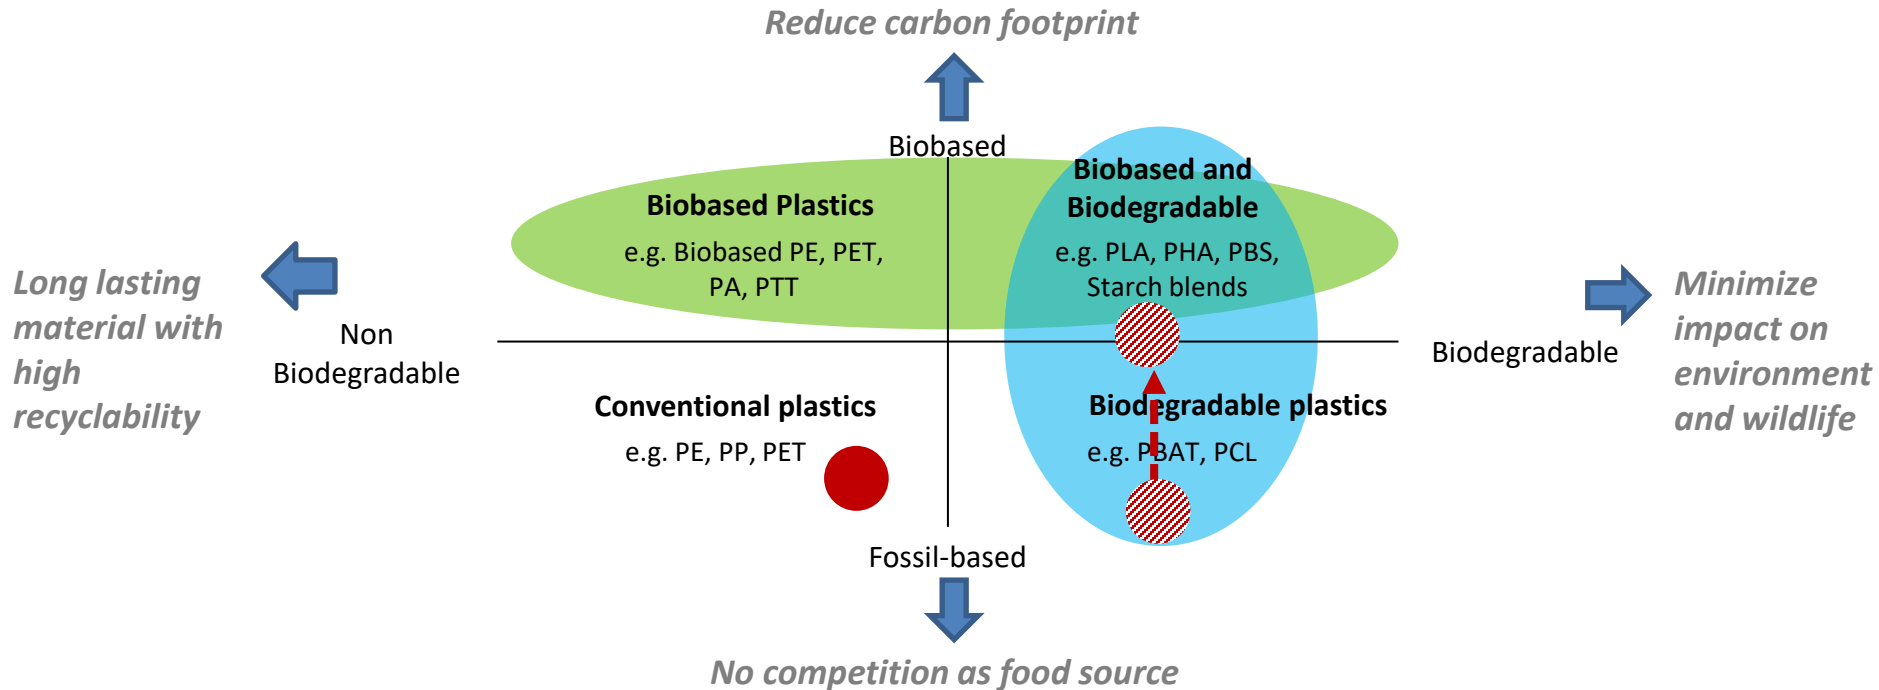 Reduce carbon footprint
Biobased
Biobased Plastics
e.g. Biobased PE, PET,
PA, PTT
Biobased and
Biodegradable
e.g. PLA, PHA, PBS,
Starch blends
Long lasting
material with
high
recyclability
Non
Biodegradable
Biodegradable
Minimize
impact on
environment
and wildlife
Conventional plastics
e.g. PE, PP, PET
Biodegradable plastics
e.g. PBAT, PCL
Fossil-based
No competition as food source